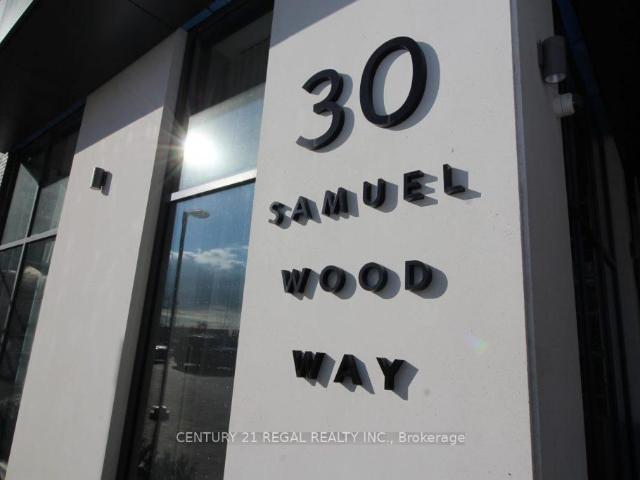 30
SAMUEL
WOOD
WAY
CENTURY 21 REGAL REALTY INC., Brokerage